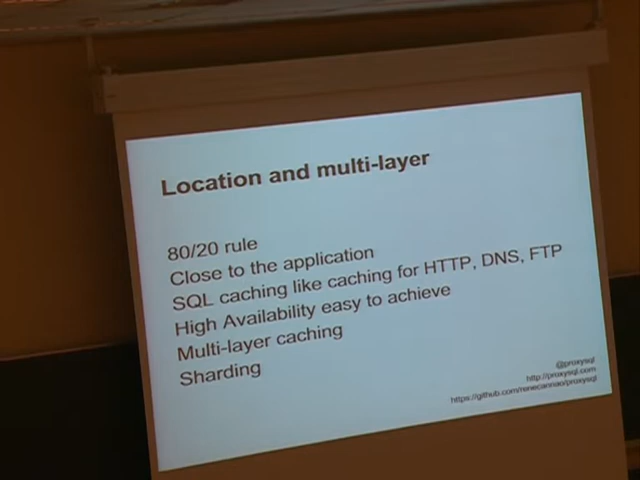 Location and multi-layer
80/20 rule
Close to the application
SQL caching like caching for HTTP, DNS, FTP
High Availability easy to achieve
Multi-layer caching
Sharding
@proxysql
http://proxysql.com
https://github.com/renecannao/proxysql